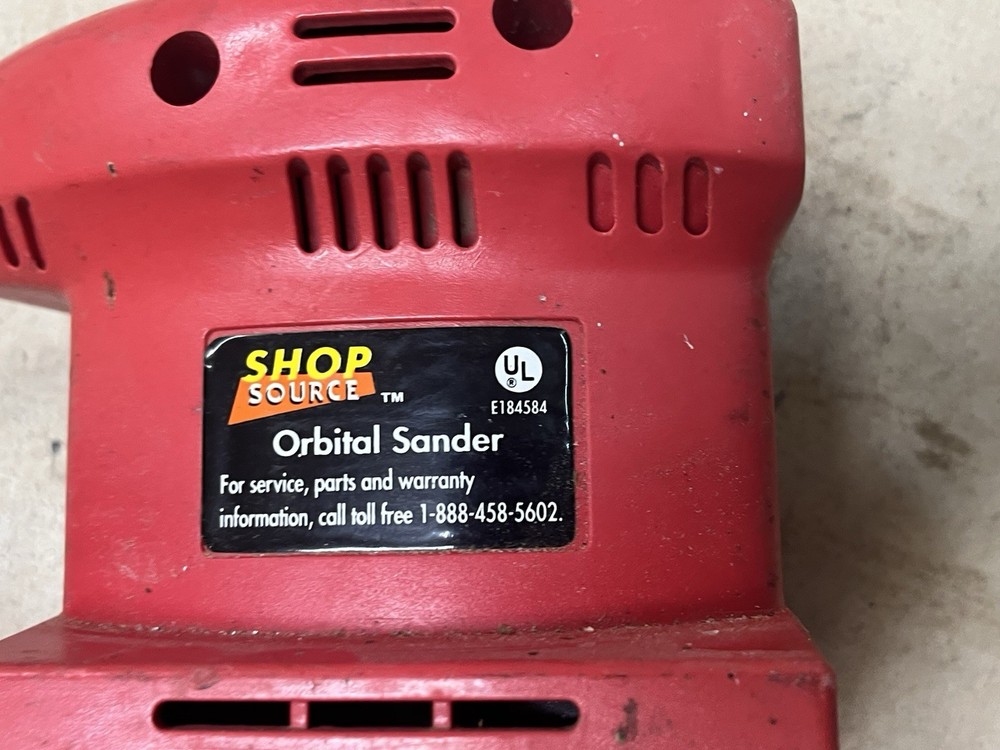 SHOP
SOURCE ™
UL
®
E184584
Orbital Sander
For service, parts and warranty
information, call toll free 1-888-458-5602.